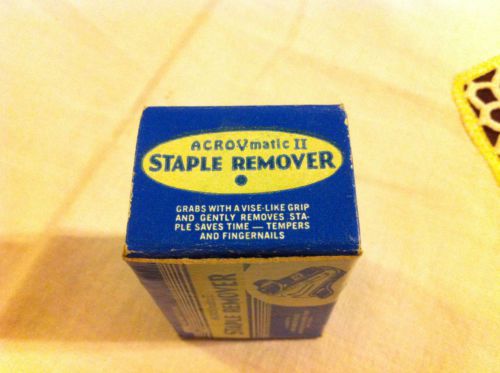 ACROVmatic II
STAPLE REMOVER
GRABS WITH A VISE-LIKE GRIP
AND GENTLY REMOVES STA-
PLE SAVES TIME — TEMPERS
AND FINGERNAILS
STAPLE REMOVER